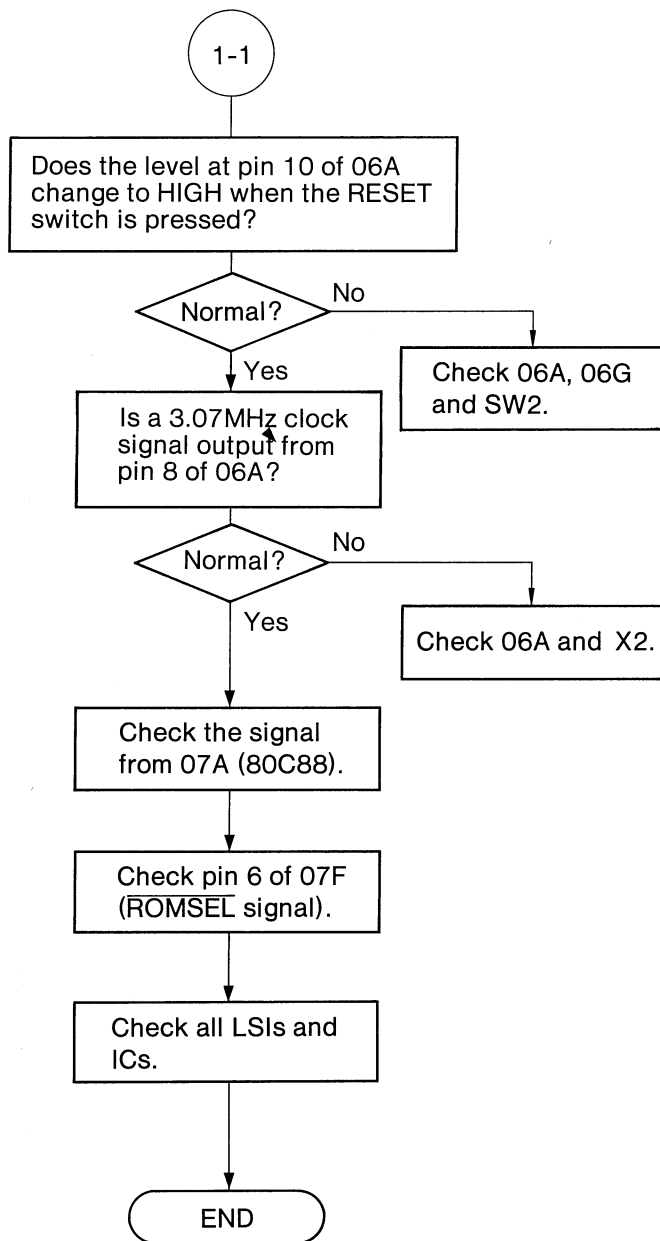 1-1
Does the level at pin 10 of 06A
change to HIGH when the RESET
switch is pressed?
Normal?
No
Yes
Check 06A, 06G
and SW2.
Is a 3.07MHz clock
signal output from
pin 8 of 06A?
Normal?
No
Yes
Check 06A and X2.
Check the signal
from 07A (80C88).
Check pin 6 of 07F
(ROMSEL signal).
Check all LSIs and
ICs.
END